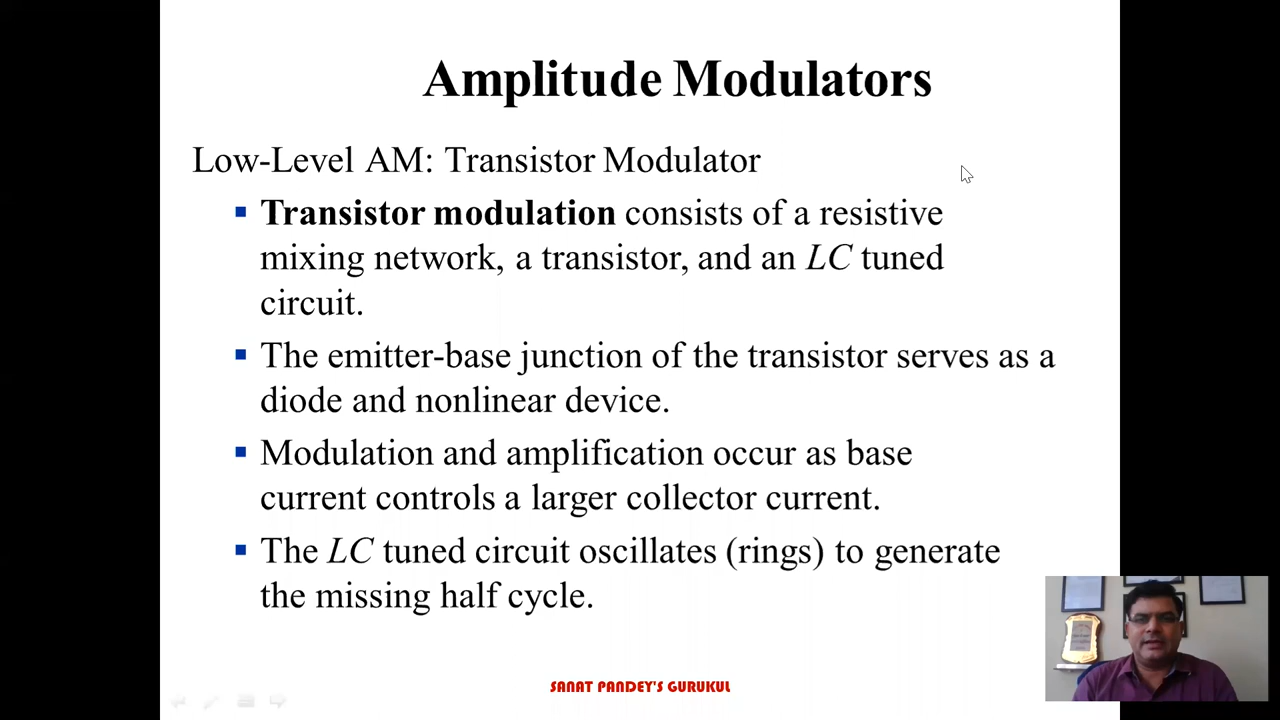 Amplitude Modulators
Low-Level AM: Transistor Modulator
▪ Transistor modulation consists of a resistive
mixing network, a transistor, and an LC tuned
circuit.
▪ The emitter-base junction of the transistor serves as a
diode and nonlinear device.
▪ Modulation and amplification occur as base
current controls a larger collector current.
▪ The LC tuned circuit oscillates (rings) to generate
the missing half cycle.
SANAT PANDEY'S GURUKUL